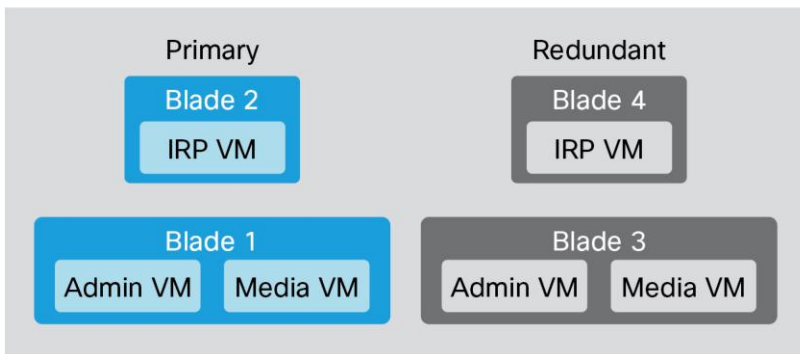 Primary
Redundant
Blade 2
IRP VM
Blade 4
IRP VM
Blade 1
Admin VM
Media VM
Blade 3
Admin VM
Media VM